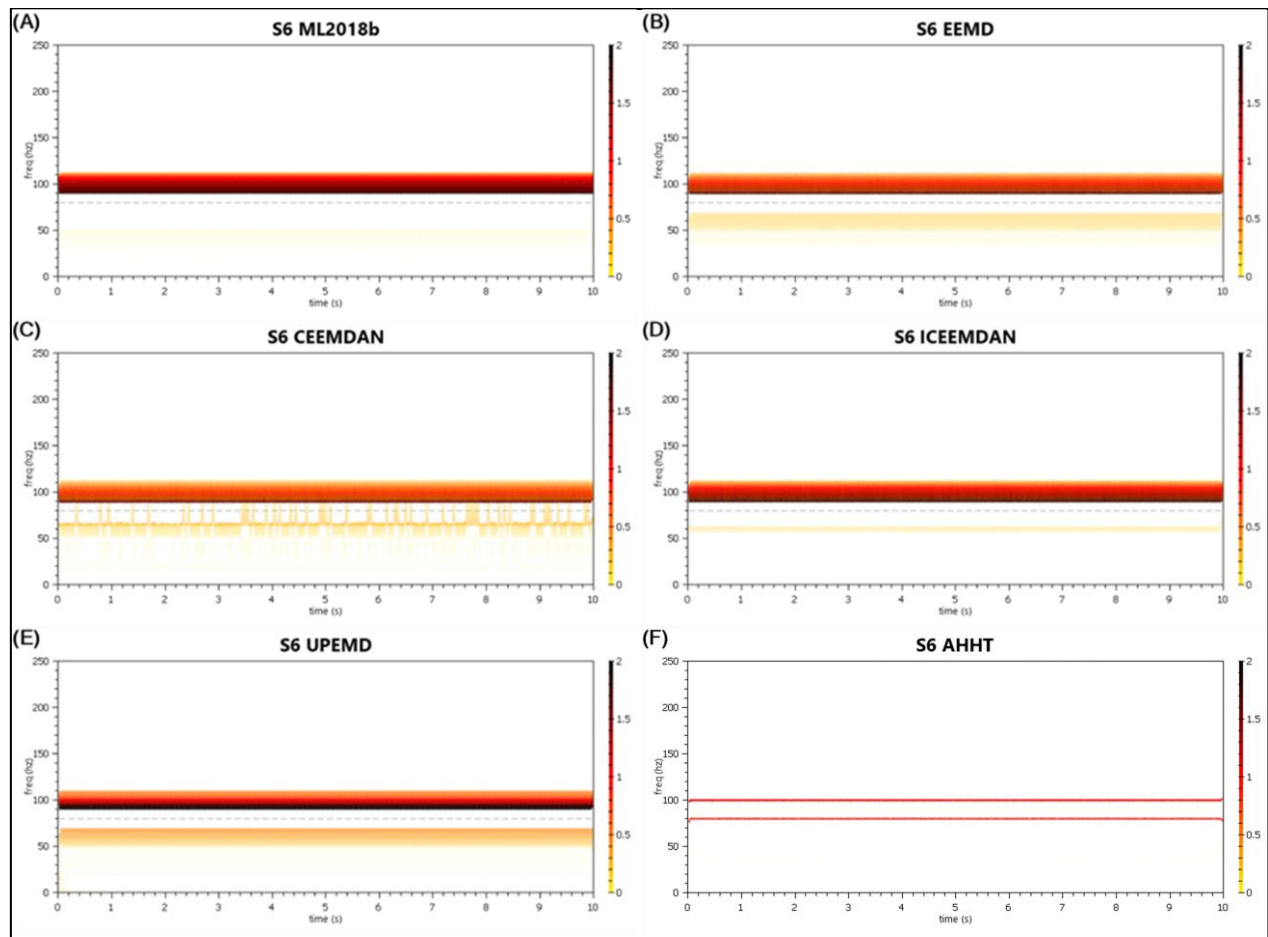 (A)
S6 ML2018b
250
200
150
100
50
0
freq (hz)
0 1 2 3 4 5 6 7 8 9 10
time (s)
2
1.5
1
0.5
0
(B)
S6 EEMD
250
200
150
100
50
0
freq (hz)
0 1 2 3 4 5 6 7 8 9 10
time (s)
2
1.5
1
0.5
0
(C)
S6 CEEMDAN
250
200
150
100
50
0
freq (hz)
0 1 2 3 4 5 6 7 8 9 10
time (s)
2
1.5
1
0.5
0
(D)
S6 ICEEMDAN
250
200
150
100
50
0
freq (hz)
0 1 2 3 4 5 6 7 8 9 10
time (s)
2
1.5
1
0.5
0
(E)
S6 UPEMD
250
200
150
100
50
0
freq (hz)
0 1 2 3 4 5 6 7 8 9 10
time (s)
2
1.5
1
0.5
0
(F)
S6 AHHT
250
200
150
100
50
0
freq (hz)
0 1 2 3 4 5 6 7 8 9 10
time (s)
2
1.5
1
0.5
0